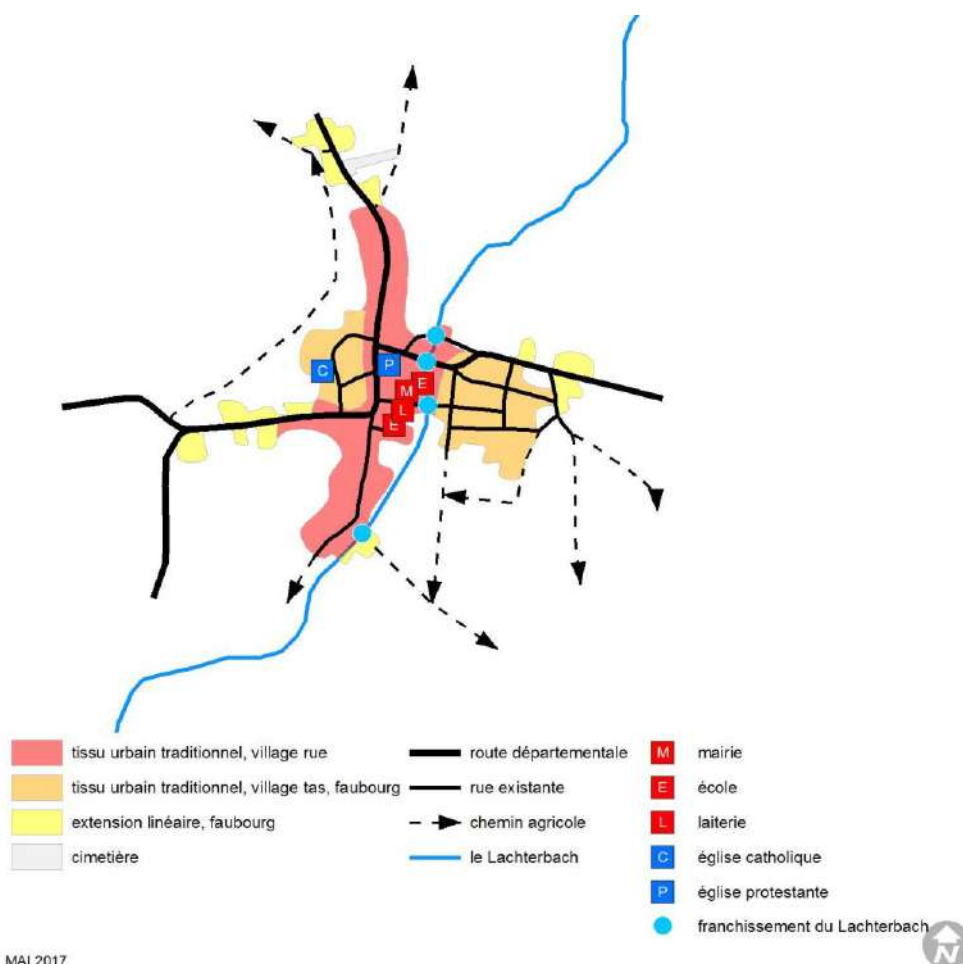 C
P
E
M
L
E
tissu urbain traditionnel, village rue
tissu urbain traditionnel, village tas, faubourg
extension linéaire, faubourg
cimetière
route départementale
rue existante
chemin agricole
le Lachterbach
M mairie
E école
L laiterie
C église catholique
P église protestante
franchissement du Lachterbach
N
MAI 2017